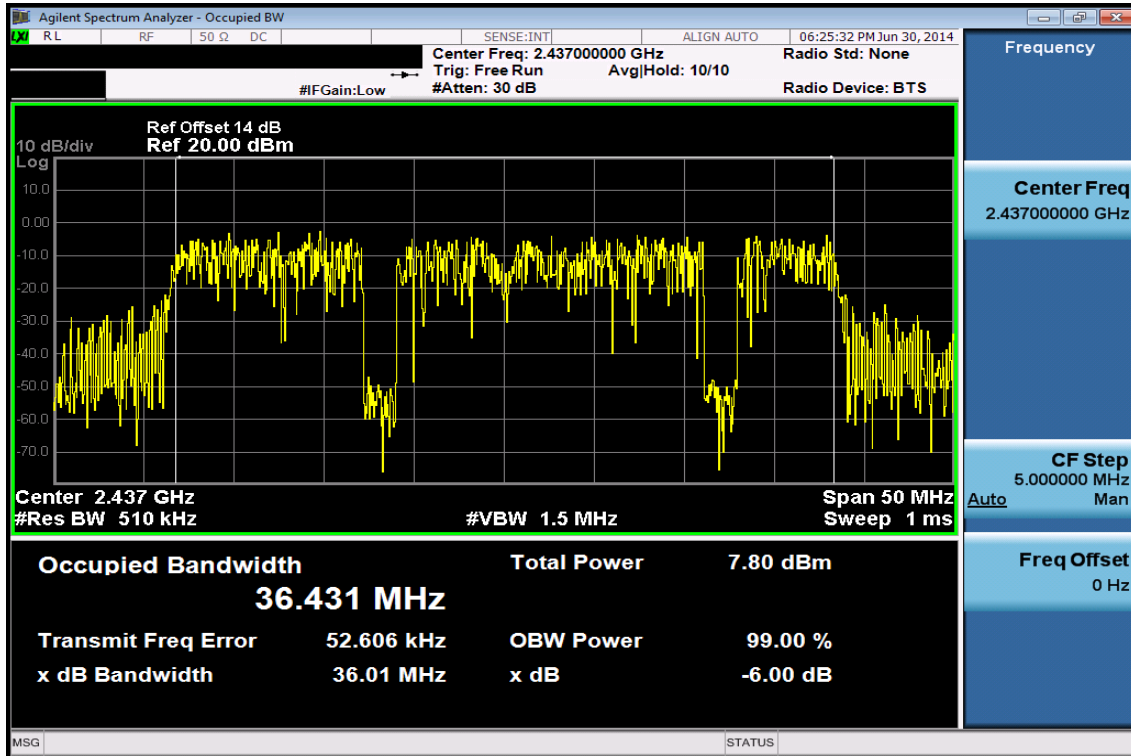 Agilent Spectrum Analyzer - Occupied BW
LXI RL RF 50 Ω DC SENSE:INT ALIGN AUTO 06:25:32 PM Jun 30, 2014
Center Freq: 2.437000000 GHz Radio Std: None
Trig: Free Run Avg|Hold: 10/10
#IFGain:Low #Atten: 30 dB Radio Device: BTS
Ref Offset 14 dB
10 dB/div Ref 20.00 dBm
Log
10.0
0.00
-10.0
-20.0
-30.0
-40.0
-50.0
-60.0
-70.0
Center 2.437 GHz Span 50 MHz
#Res BW 510 kHz #VBW 1.5 MHz Sweep 1 ms
Occupied Bandwidth Total Power 7.80 dBm
36.431 MHz
Transmit Freq Error 52.606 kHz OBW Power 99.00 %
x dB Bandwidth 36.01 MHz x dB -6.00 dB
MSG STATUS
Frequency
Center Freq
2.437000000 GHz
CF Step
5.000000 MHz
Auto Man
Freq Offset
0 Hz